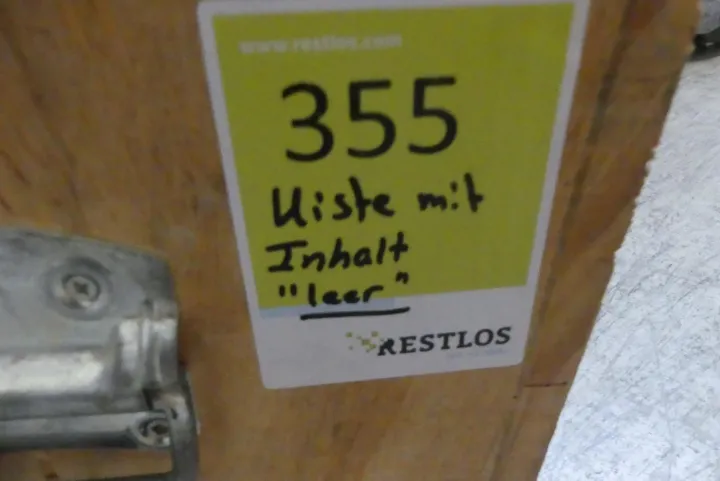 www.restlos.com
355
Kiste mit
Inhalt
"leer"
RESTLOS